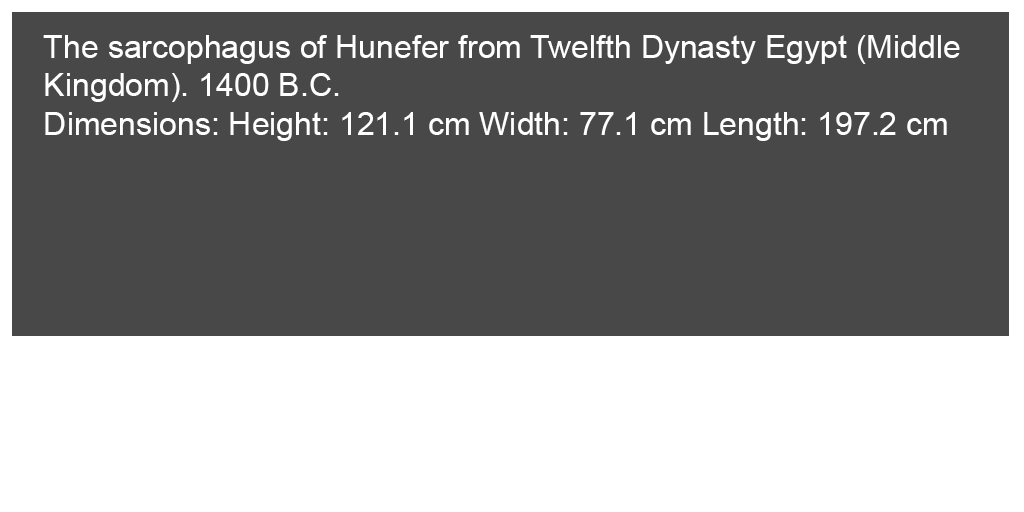 The sarcophagus of Hunefer from Twelfth Dynasty Egypt (Middle
Kingdom). 1400 B.C.
Dimensions: Height: 121.1 cm Width: 77.1 cm Length: 197.2 cm